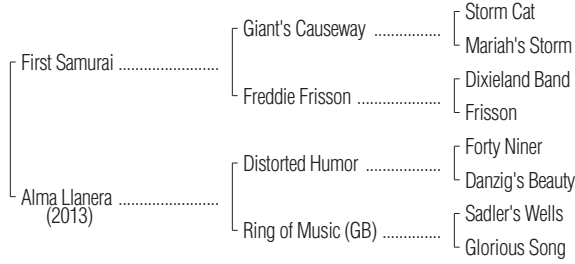 Storm Cat
Giant's Causeway ..................
Mariah's Storm
First Samurai .......................
Dixieland Band
Freddie Frisson ...................
Frisson
Forty Niner
Distorted Humor .................
Danzig's Beauty
Alma Llanera .......................
(2013)
Sadler's Wells
Ring of Music (GB) .............
Glorious Song